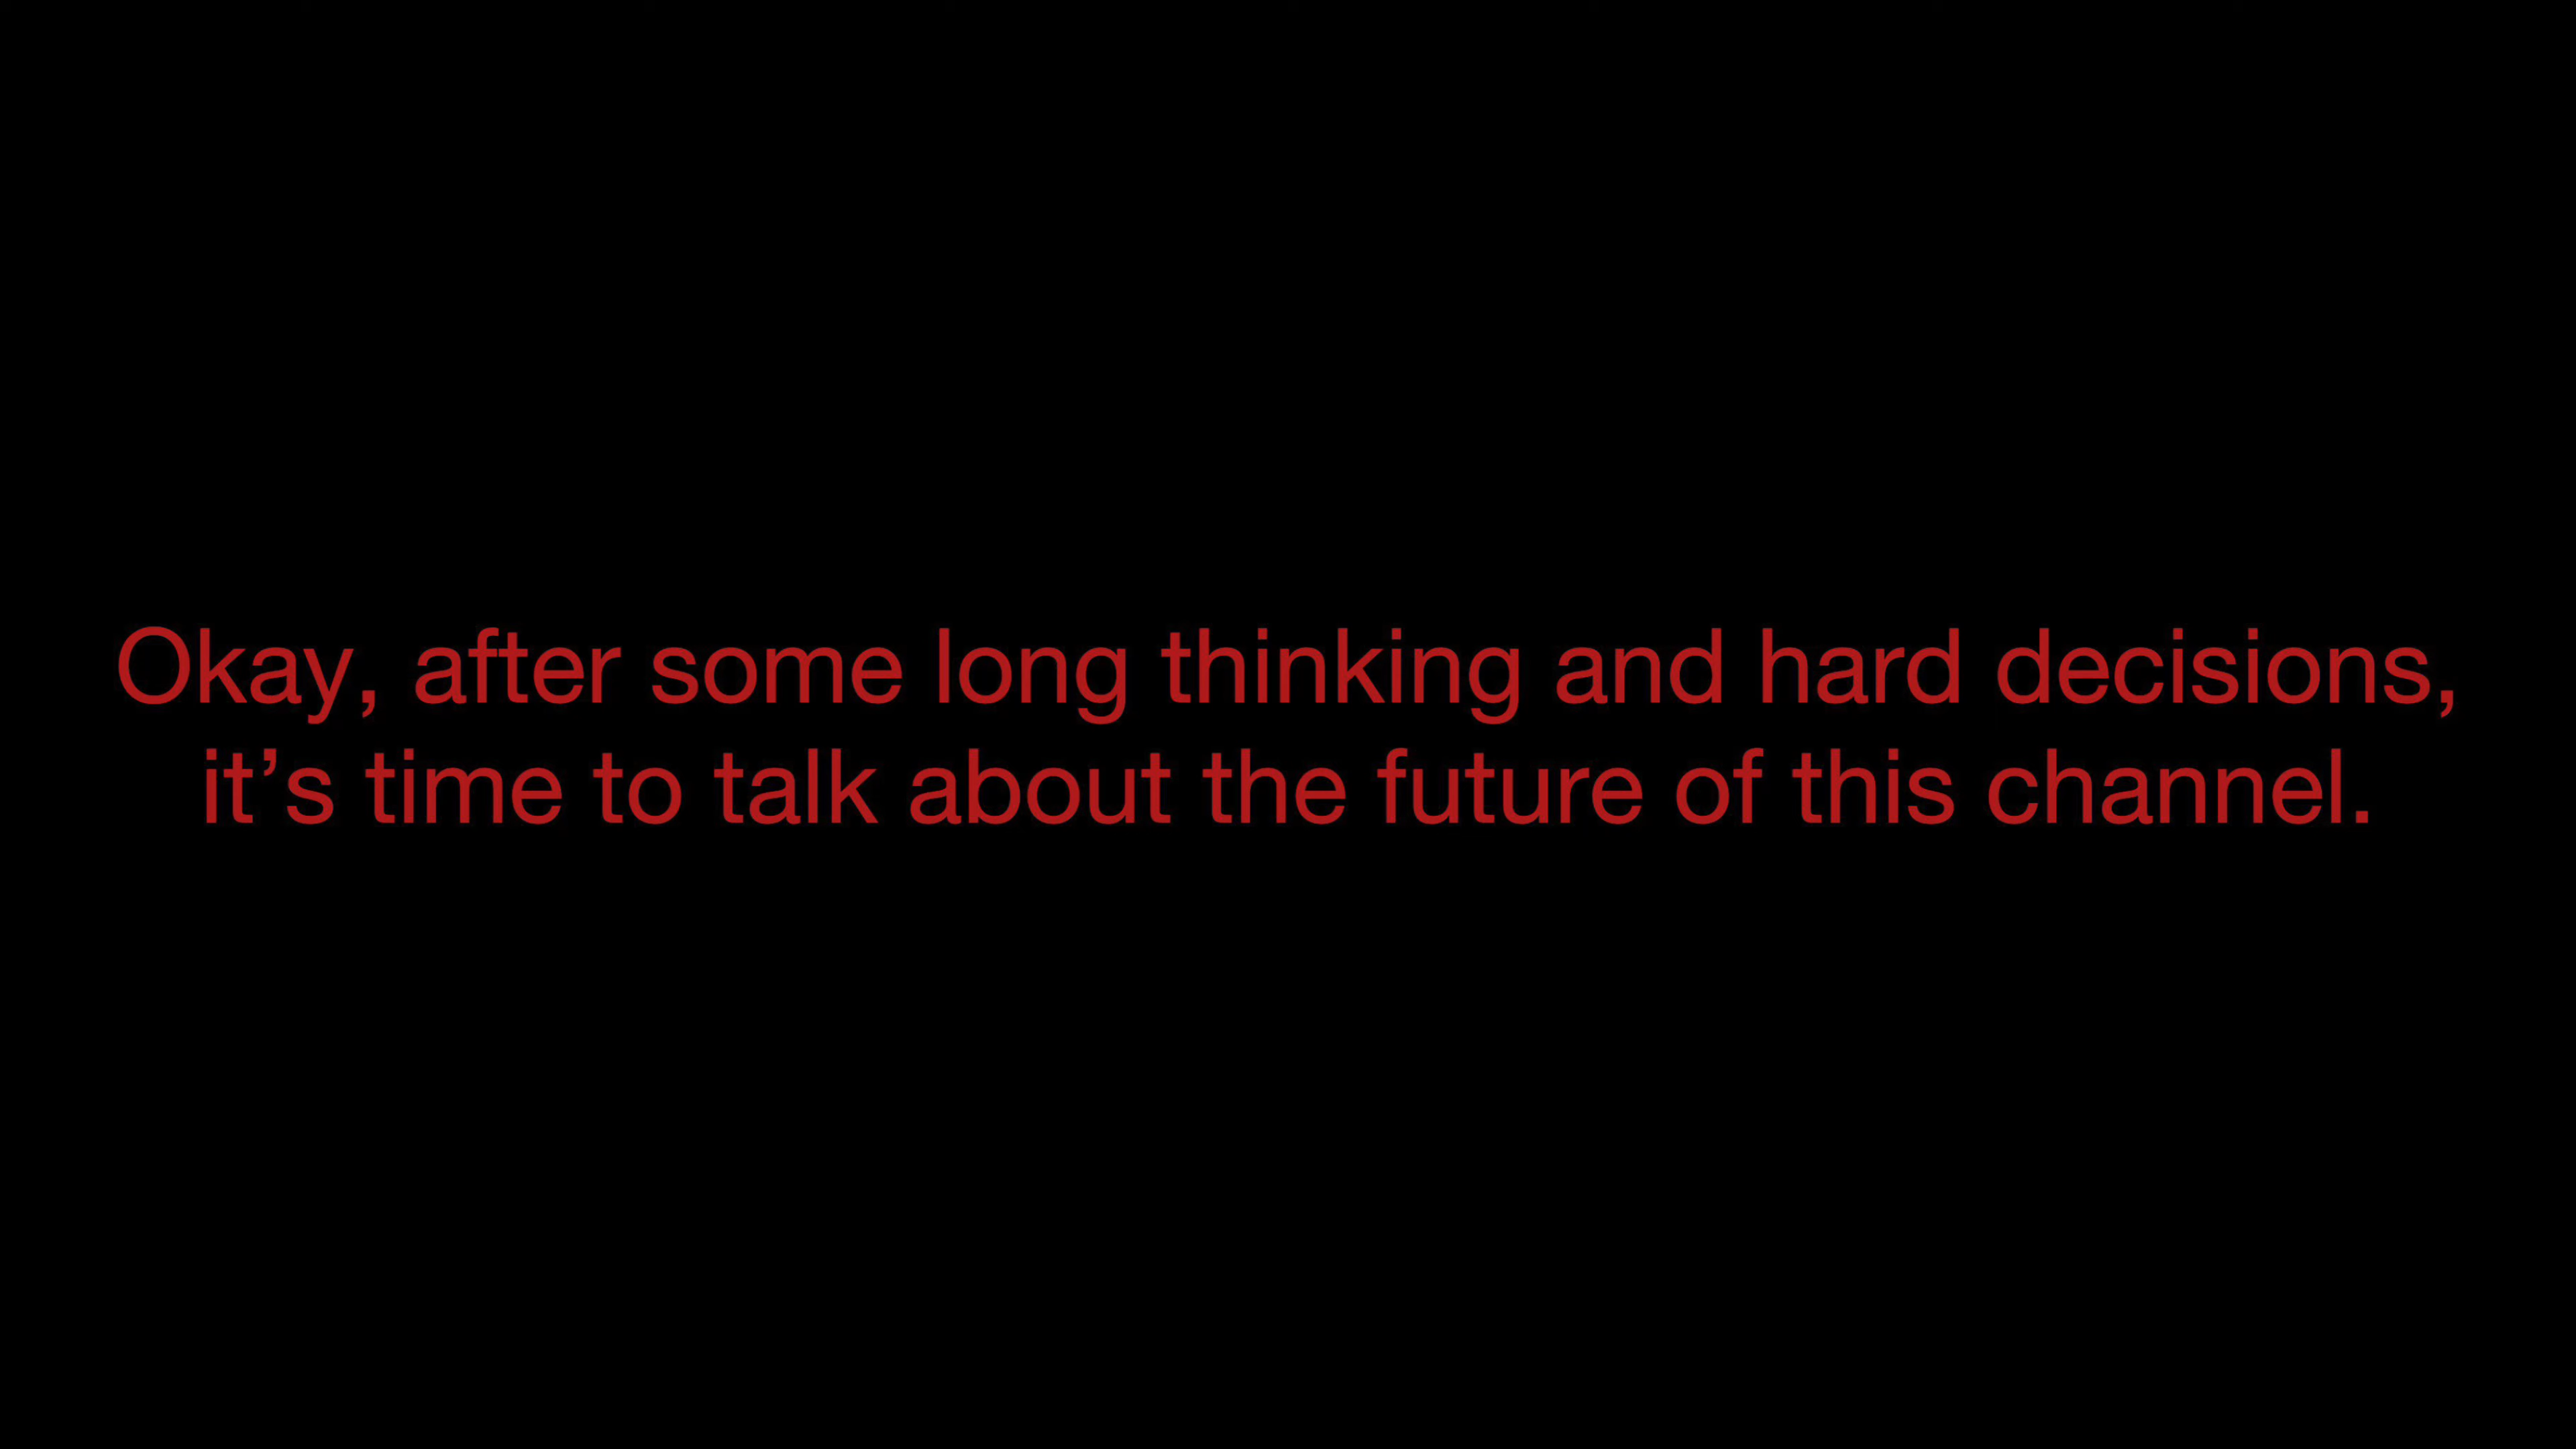 Okay, after some long thinking and hard decisions,
it’s time to talk about the future of this channel.